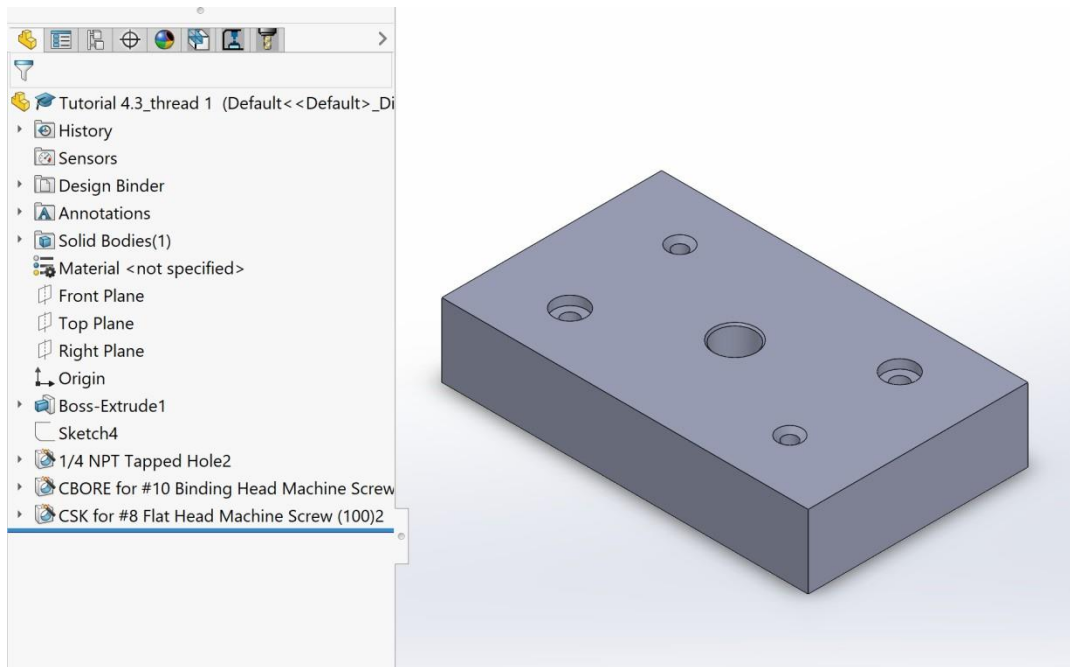 Tutorial 4.3_thread 1 (Default<<Default>_Di
History
Sensors
Design Binder
Annotations
Solid Bodies(1)
Material <not specified>
Front Plane
Top Plane
Right Plane
Origin
Boss-Extrude1
Sketch4
1/4 NPT Tapped Hole2
CBORE for #10 Binding Head Machine Screw
CSK for #8 Flat Head Machine Screw (100)2